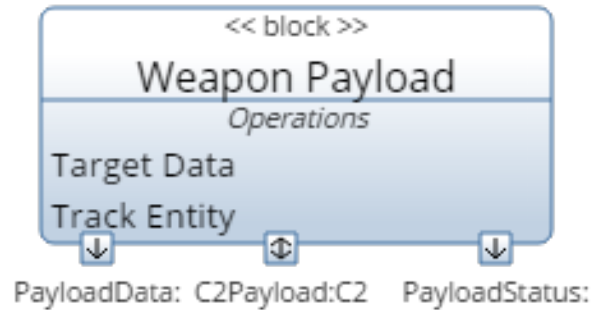 << block >>
Weapon Payload
Operations
Target Data
Track Entity
PayloadData: C2Payload:C2 PayloadStatus: